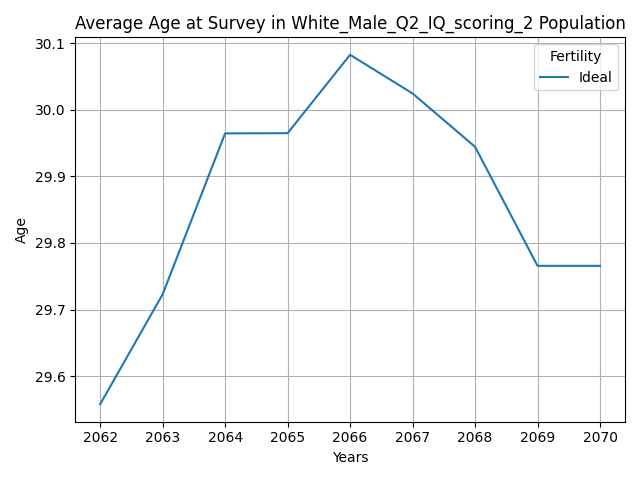 Average Age at Survey in White_Male_Q2_IQ_scoring_2 Population
Fertility
Ideal
30.1
30.0
29.9
29.8
29.7
29.6
Age
2062 2063 2064 2065 2066 2067 2068 2069 2070
Years